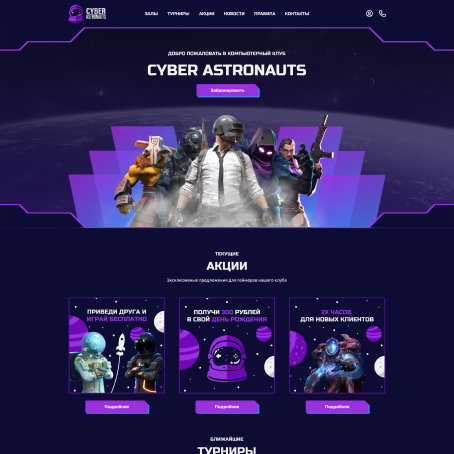 CYBER
ASTRONAUTS
ЗАЛЫ
ТУРНИРЫ
АКЦИИ
НОВОСТИ
ПРАВИЛА
КОНТАКТЫ
ДОБРО ПОЖАЛОВАТЬ В КОМПЬЮТЕРНЫЙ КЛУБ
CYBER ASTRONAUTS
Забронировать
ТЕКУЩИЕ
АКЦИИ
Эксклюзивные предложения для геймеров нашего клуба
ПРИВЕДИ ДРУГА И
ИГРАЙ БЕСПЛАТНО
ПОЛУЧИ 300 РУБЛЕЙ
В СВОЙ ДЕНЬ РОЖДЕНИЯ
2X ЧАСОВ
ДЛЯ НОВЫХ КЛИЕНТОВ
Подробнее
Подробнее
Подробнее
БЛИЖАЙШИЕ
ТУРНИРЫ